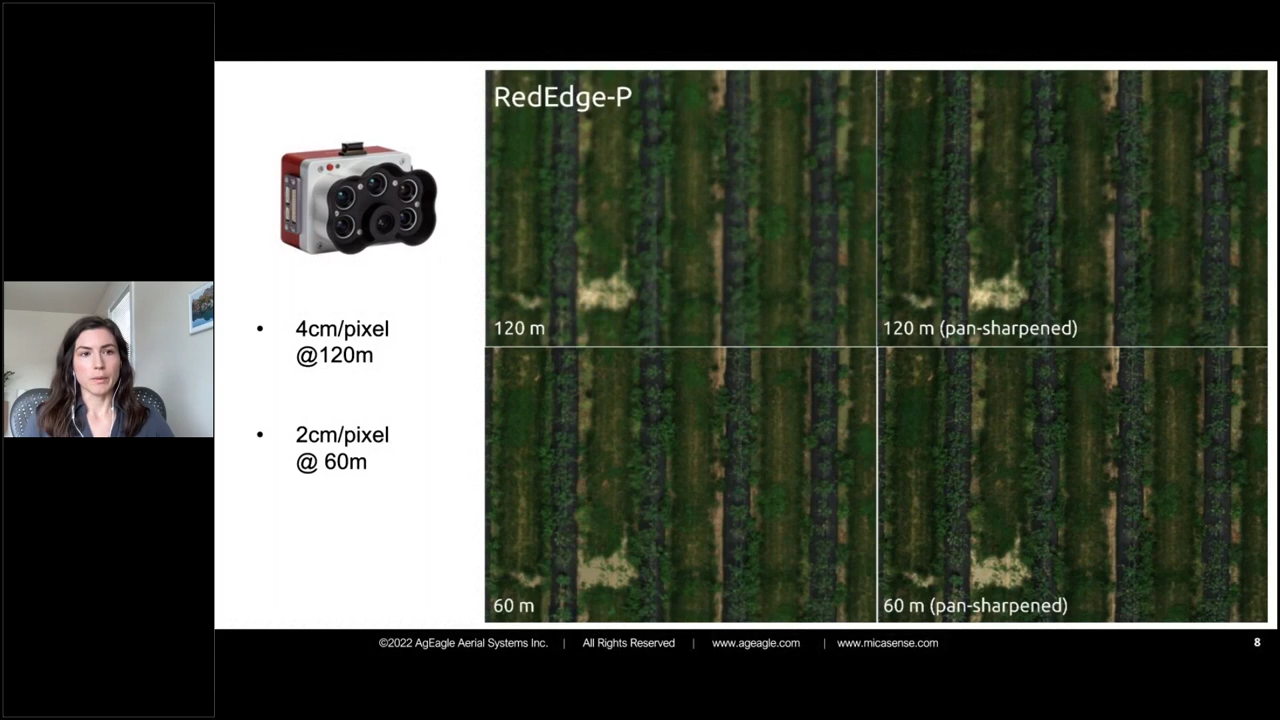 RedEdge-P
120 m
120 m (pan-sharpened)
• 4cm/pixel
@120m
• 2cm/pixel
@ 60m
60 m
60 m (pan-sharpened)
©2022 AgEagle Aerial Systems Inc. | All Rights Reserved | www.ageagle.com | www.micasense.com
8